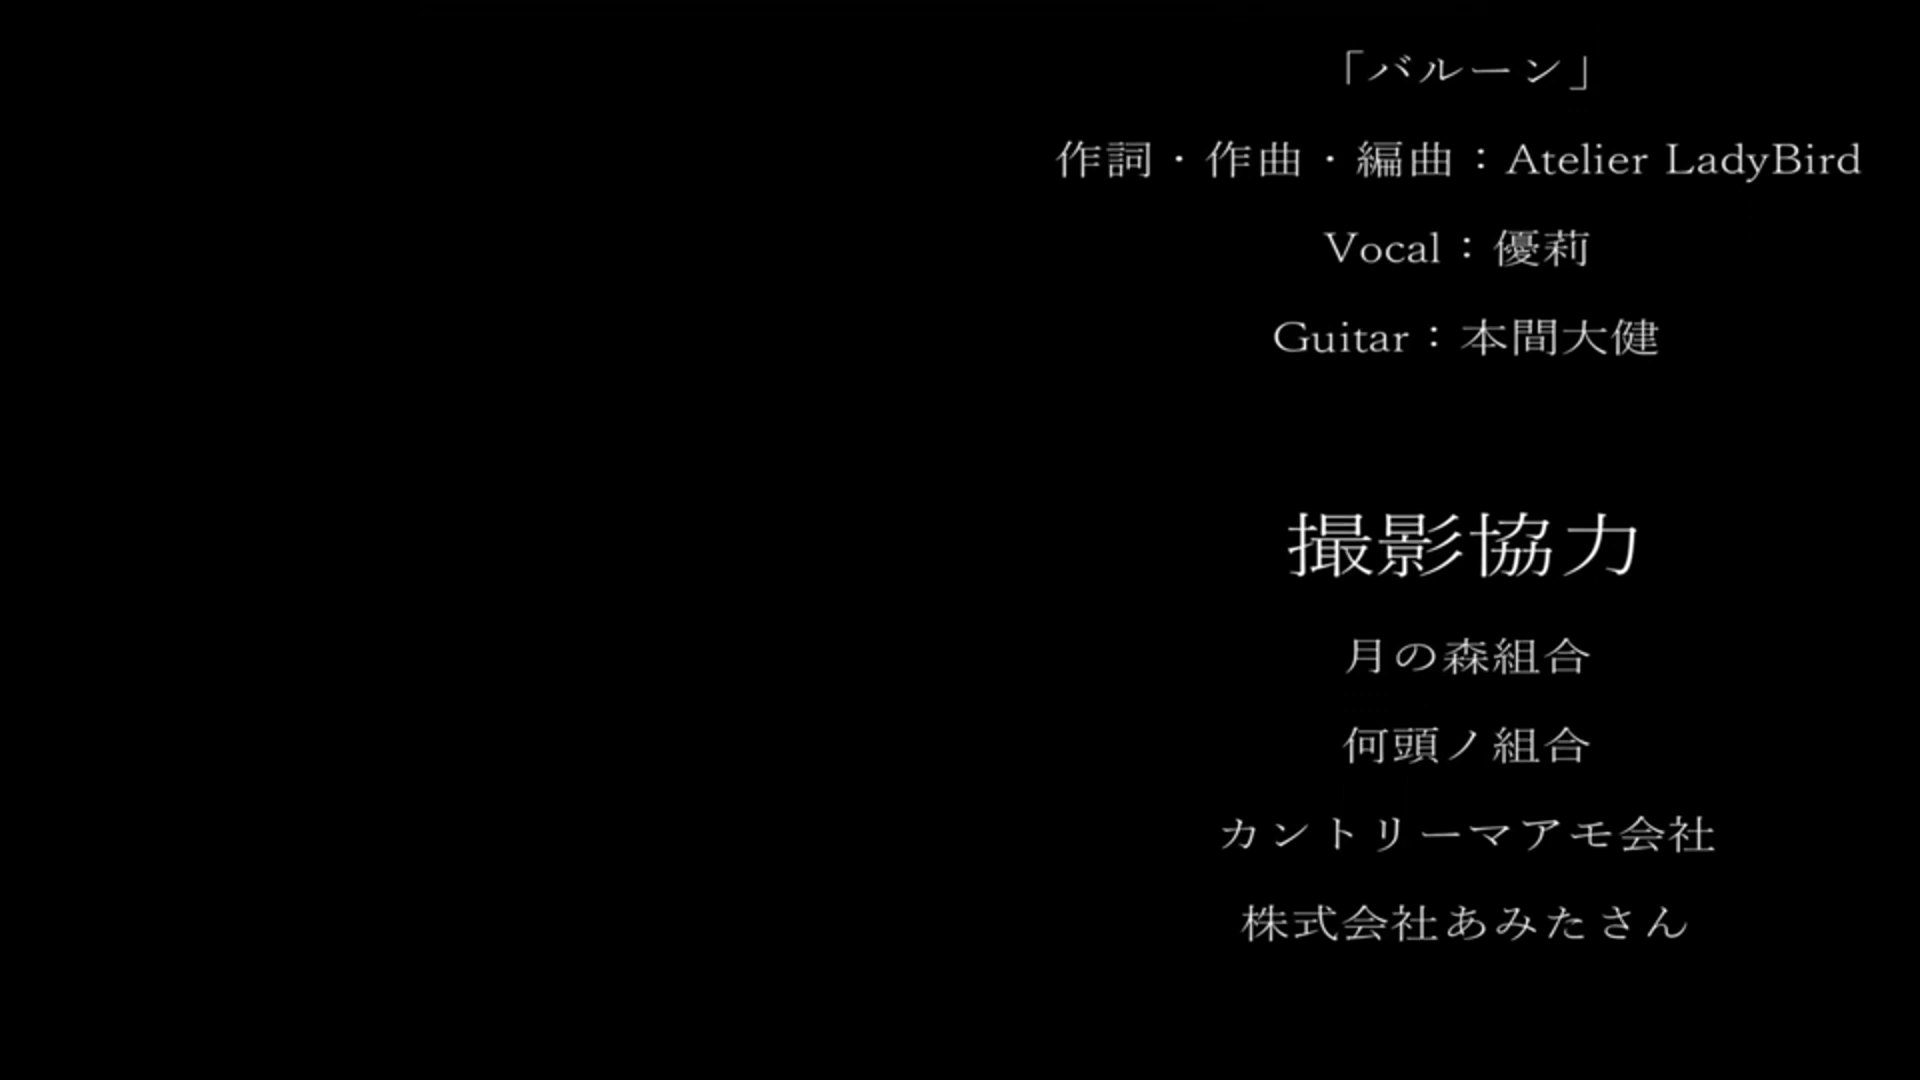 「バルーン」
作詞・作曲・編曲：Atelier LadyBird
Vocal：優莉
Guitar：本間大健
撮影協力
月の森組合
何頭ノ組合
カントリーマアモ会社
株式会社あみたさん